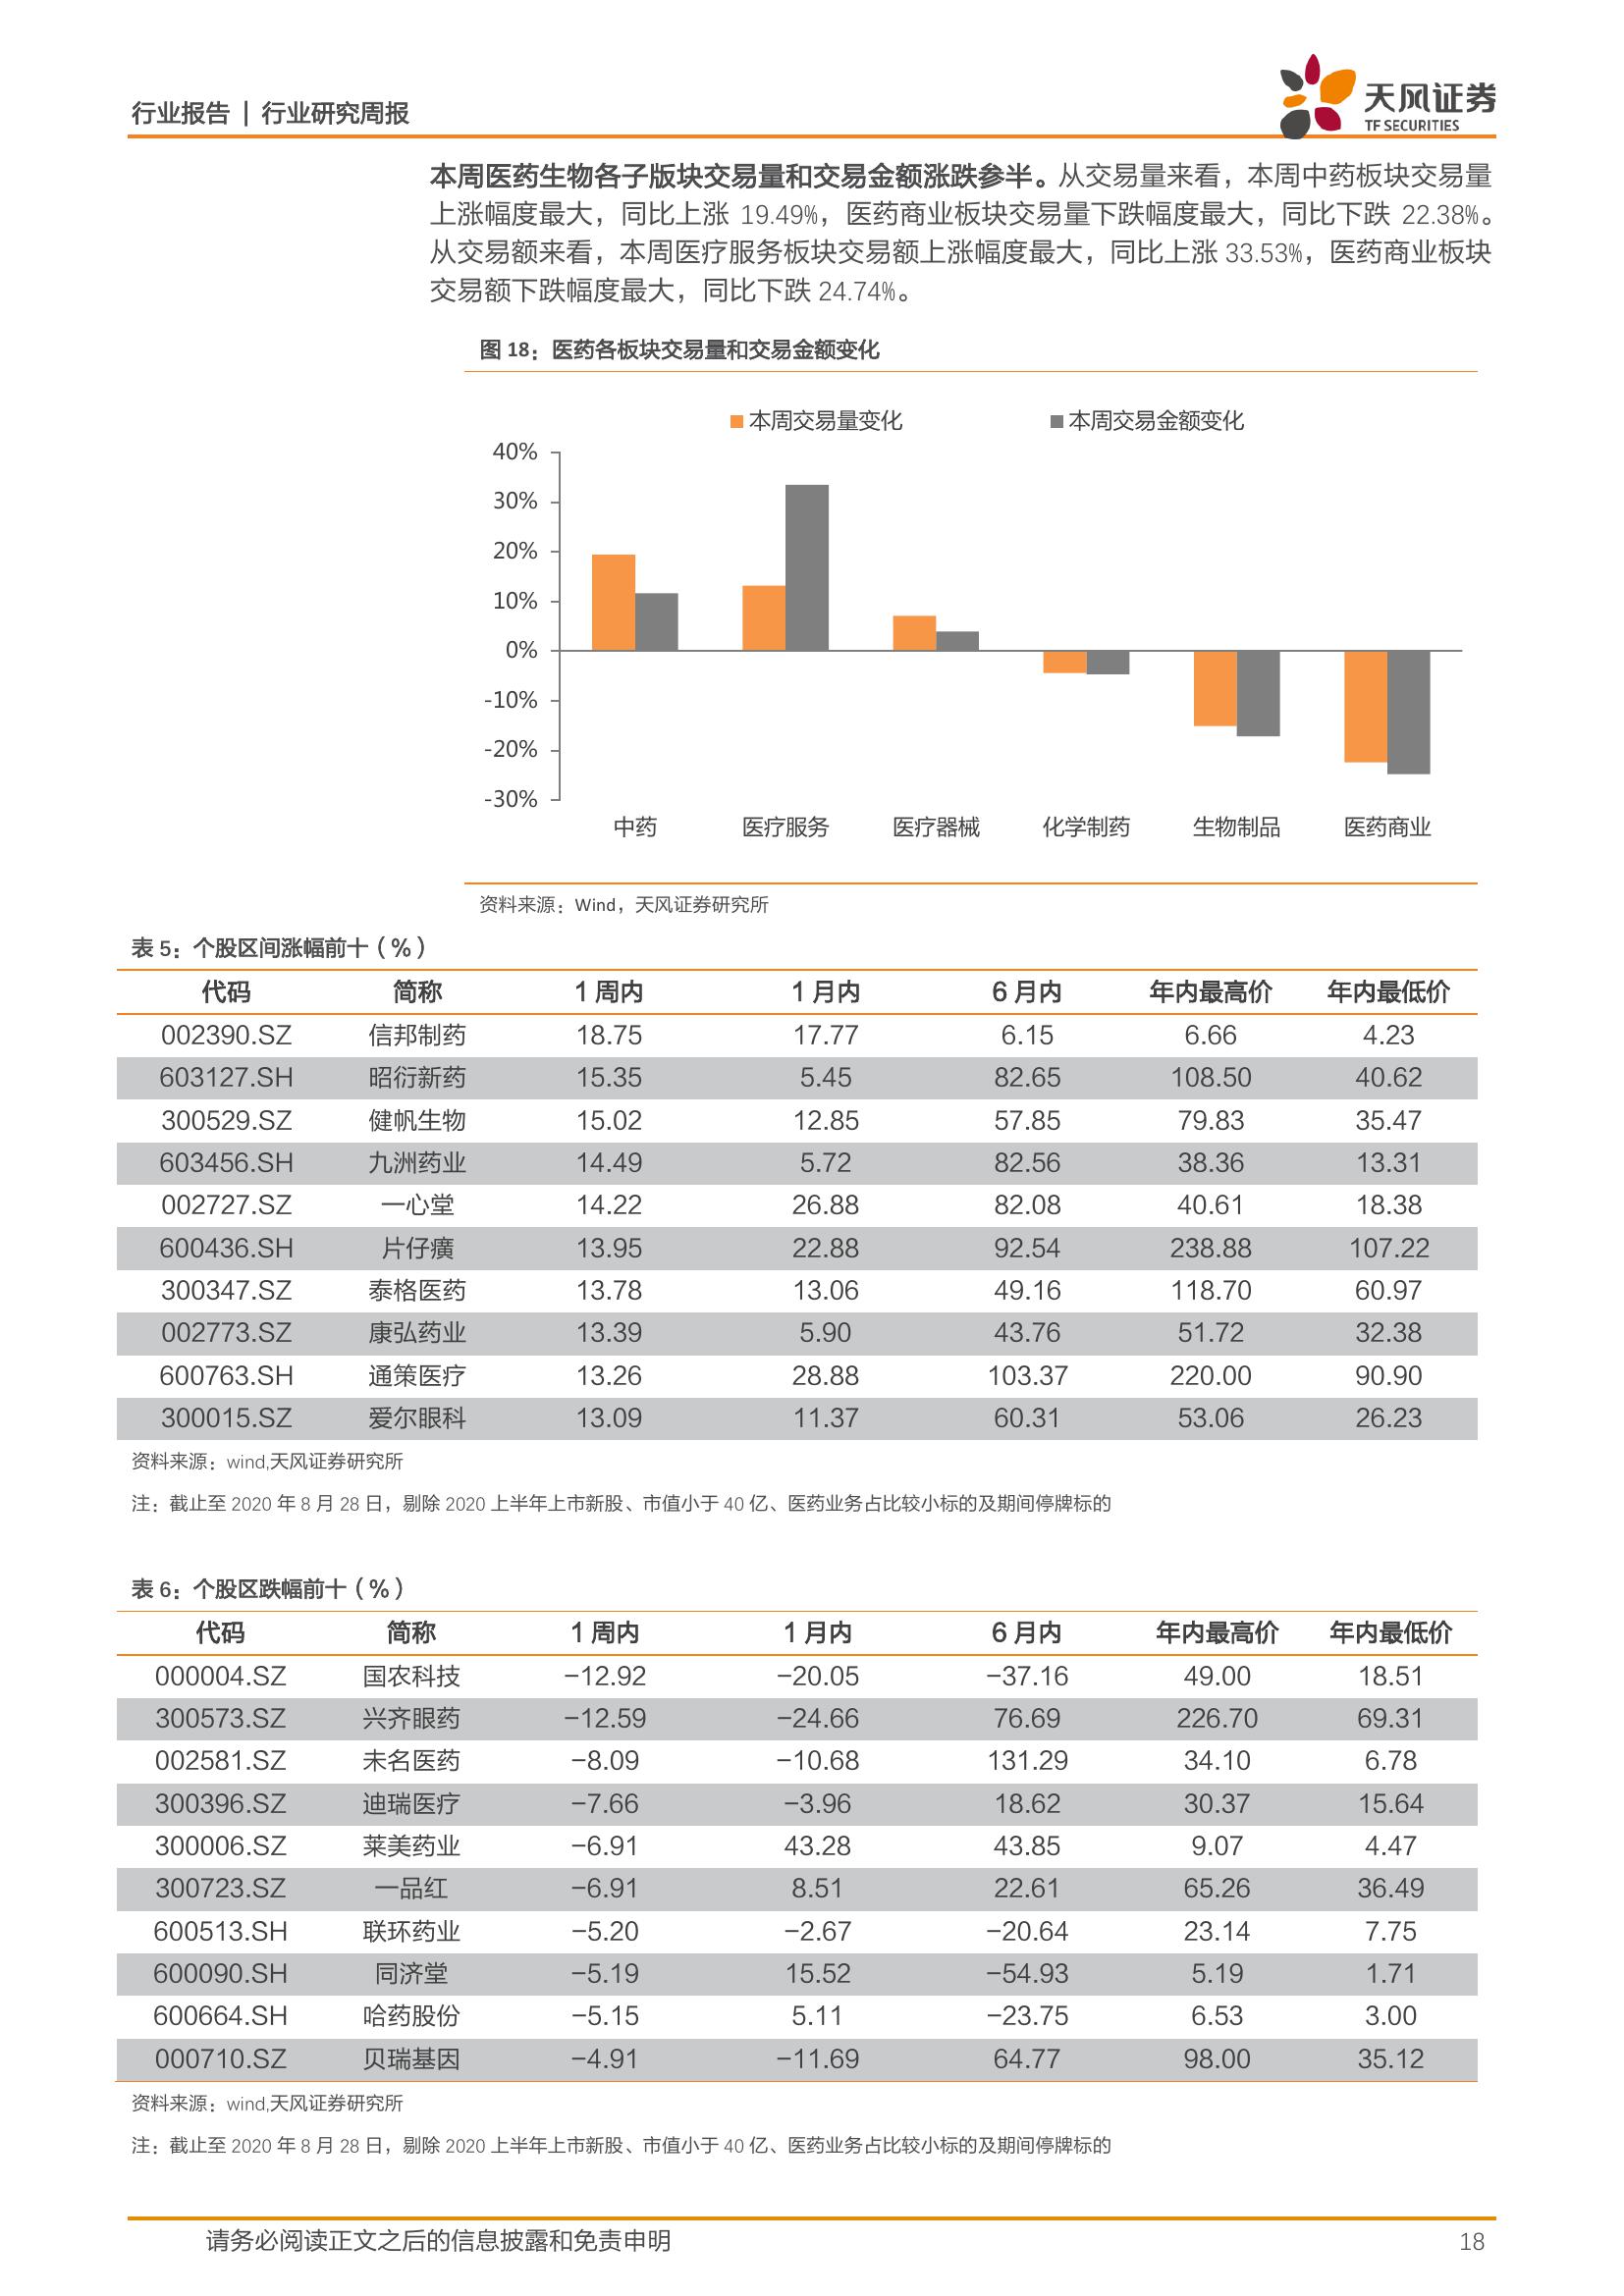 行业报告 | 行业研究周报
天风证券
TF SECURITIES
本周医药生物各子版块交易量和交易金额涨跌参半。从交易量来看，本周中药板块交易量
上涨幅度最大，同比上涨 19.49%，医药商业板块交易量下跌幅度最大，同比下跌 22.38%。
从交易额来看，本周医疗服务板块交易额上涨幅度最大，同比上涨 33.53%，医药商业板块
交易额下跌幅度最大，同比下跌 24.74%。
图 18：医药各板块交易量和交易金额变化
本周交易量变化 本周交易金额变化
40%
30%
20%
10%
0%
-10%
-20%
-30%
中药 医疗服务 医疗器械 化学制药 生物制品 医药商业
资料来源：Wind，天风证券研究所
表 5：个股区间涨幅前十（%）
代码 简称 1 周内 1 月内 6 月内 年内最高价 年内最低价
002390.SZ 信邦制药 18.75 17.77 6.15 6.66 4.23
603127.SH 昭衍新药 15.35 5.45 82.65 108.50 40.62
300529.SZ 健帆生物 15.02 12.85 57.85 79.83 35.47
603456.SH 九洲药业 14.49 5.72 82.56 38.36 13.31
002727.SZ 一心堂 14.22 26.88 82.08 40.61 18.38
600436.SH 片仔癀 13.95 22.88 92.54 238.88 107.22
300347.SZ 泰格医药 13.78 13.06 49.16 118.70 60.97
002773.SZ 康弘药业 13.39 5.90 43.76 51.72 32.38
600763.SH 通策医疗 13.26 28.88 103.37 220.00 90.90
300015.SZ 爱尔眼科 13.09 11.37 60.31 53.06 26.23
资料来源：wind,天风证券研究所
注：截止至 2020 年 8 月 28 日，剔除 2020 上半年上市新股、市值小于 40 亿、医药业务占比较小标的及期间停牌标的
表 6：个股区跌幅前十（%）
代码 简称 1 周内 1 月内 6 月内 年内最高价 年内最低价
000004.SZ 国农科技 −12.92 −20.05 −37.16 49.00 18.51
300573.SZ 兴齐眼药 −12.59 −24.66 76.69 226.70 69.31
002581.SZ 未名医药 −8.09 −10.68 131.29 34.10 6.78
300396.SZ 迪瑞医疗 −7.66 −3.96 18.62 30.37 15.64
300006.SZ 莱美药业 −6.91 43.28 43.85 9.07 4.47
300723.SZ 一品红 −6.91 8.51 22.61 65.26 36.49
600513.SH 联环药业 −5.20 −2.67 −20.64 23.14 7.75
600090.SH 同济堂 −5.19 15.52 −54.93 5.19 1.71
600664.SH 哈药股份 −5.15 5.11 −23.75 6.53 3.00
000710.SZ 贝瑞基因 −4.91 −11.69 64.77 98.00 35.12
资料来源：wind,天风证券研究所
注：截止至 2020 年 8 月 28 日，剔除 2020 上半年上市新股、市值小于 40 亿、医药业务占比较小标的及期间停牌标的
请务必阅读正文之后的信息披露和免责申明 18